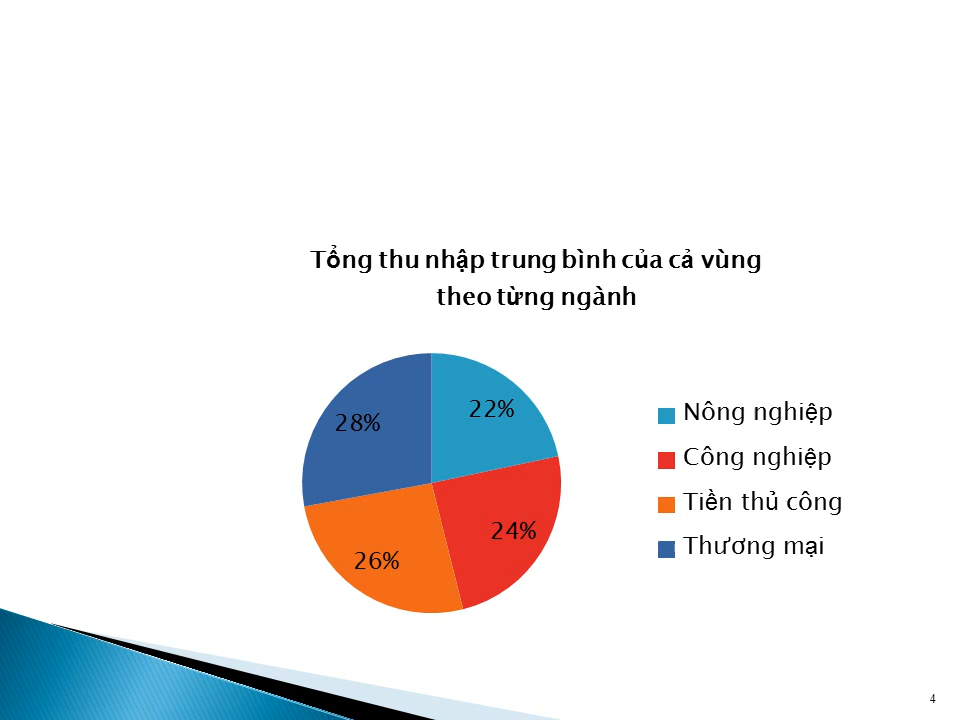 Tổng thu nhập trung bình của cả vùng
theo từng ngành
28%
22%
24%
26%
Nông nghiệp
Công nghiệp
Tiền thủ công
Thương mại
4